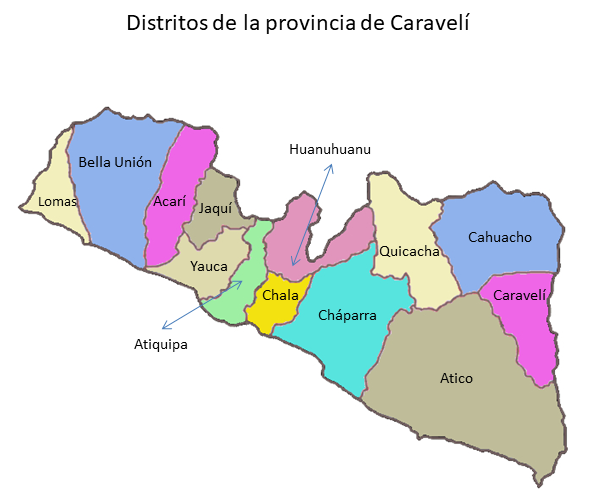 Distritos de la provincia de Caravelí
Huanuhuanu
Bella Unión
Lomas
Acarí
Jaquí
Cahuacho
Quicacha
Yauca
Chala
Caravelí
Cháparra
Atiquipa
Atico